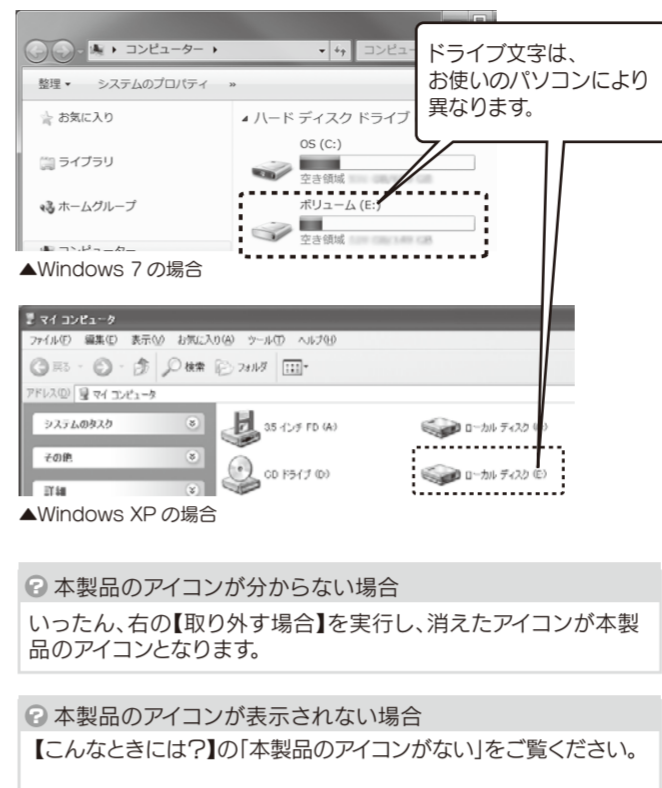 コンピューター
コンピュー
整理
システムのプロパティ
»
お気に入り
ライブラリ
ホームグループ
コンピューター
ハード ディスク ドライブ
OS (C:)
空き領域
ボリューム (E:)
空き領域
ドライブ文字は、
お使いのパソコンにより
異なります。
▲Windows 7 の場合
マイ コンピュータ
ファイル(F) 編集(E) 表示(V) お気に入り(A) ツール(T) ヘルプ(H)
戻る 検索 フォルダ
アドレス(D) マイ コンピュータ
システムのタスク
その他
詳細
3.5 インチ FD (A)
ローカル ディスク
CD ドライブ (D)
ローカル ディスク (E)
▲Windows XP の場合
? 本製品のアイコンが分からない場合
いったん、右の【取り外す場合】を実行し、消えたアイコンが本製
品のアイコンとなります。
? 本製品のアイコンが表示されない場合
【こんなときには?】の「本製品のアイコンがない」をご覧ください。